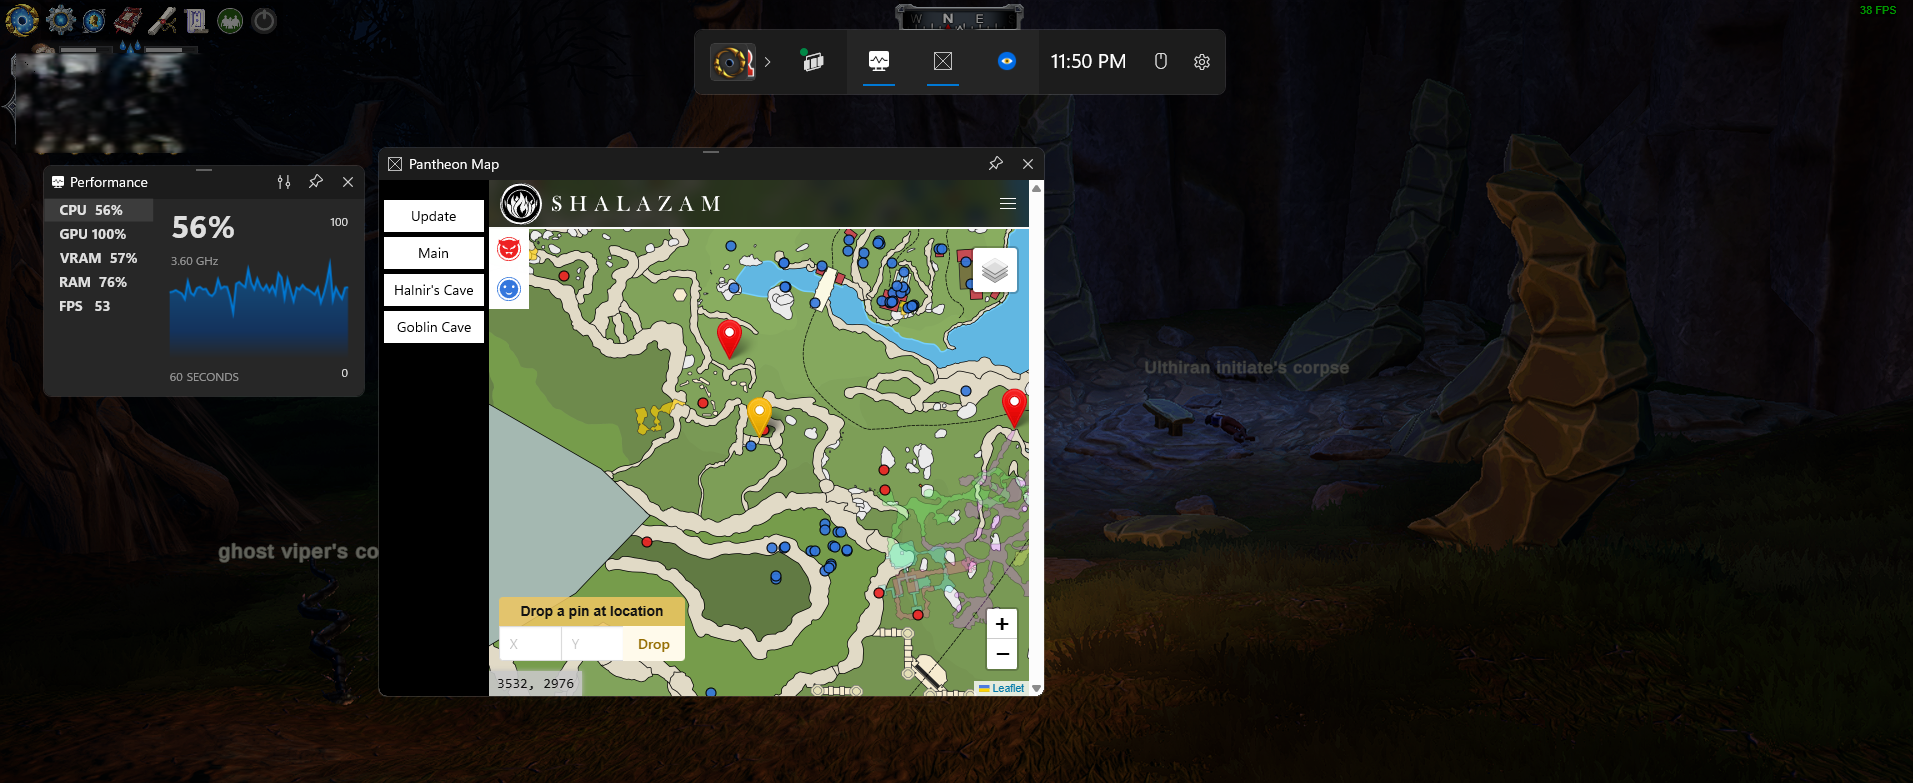 38 FPS
W N E
11:50 PM
Performance
CPU 56%
GPU 100%
VRAM 57%
RAM 76%
FPS 53
56%
100
3.60 GHz
60 SECONDS
0
Pantheon Map
Update
Main
Halnir's Cave
Goblin Cave
SHALAZAM
Drop a pin at location
X
Y
Drop
3532, 2976
+
−
Leaflet
Ulthiran initiate's corpse
ghost viper's co